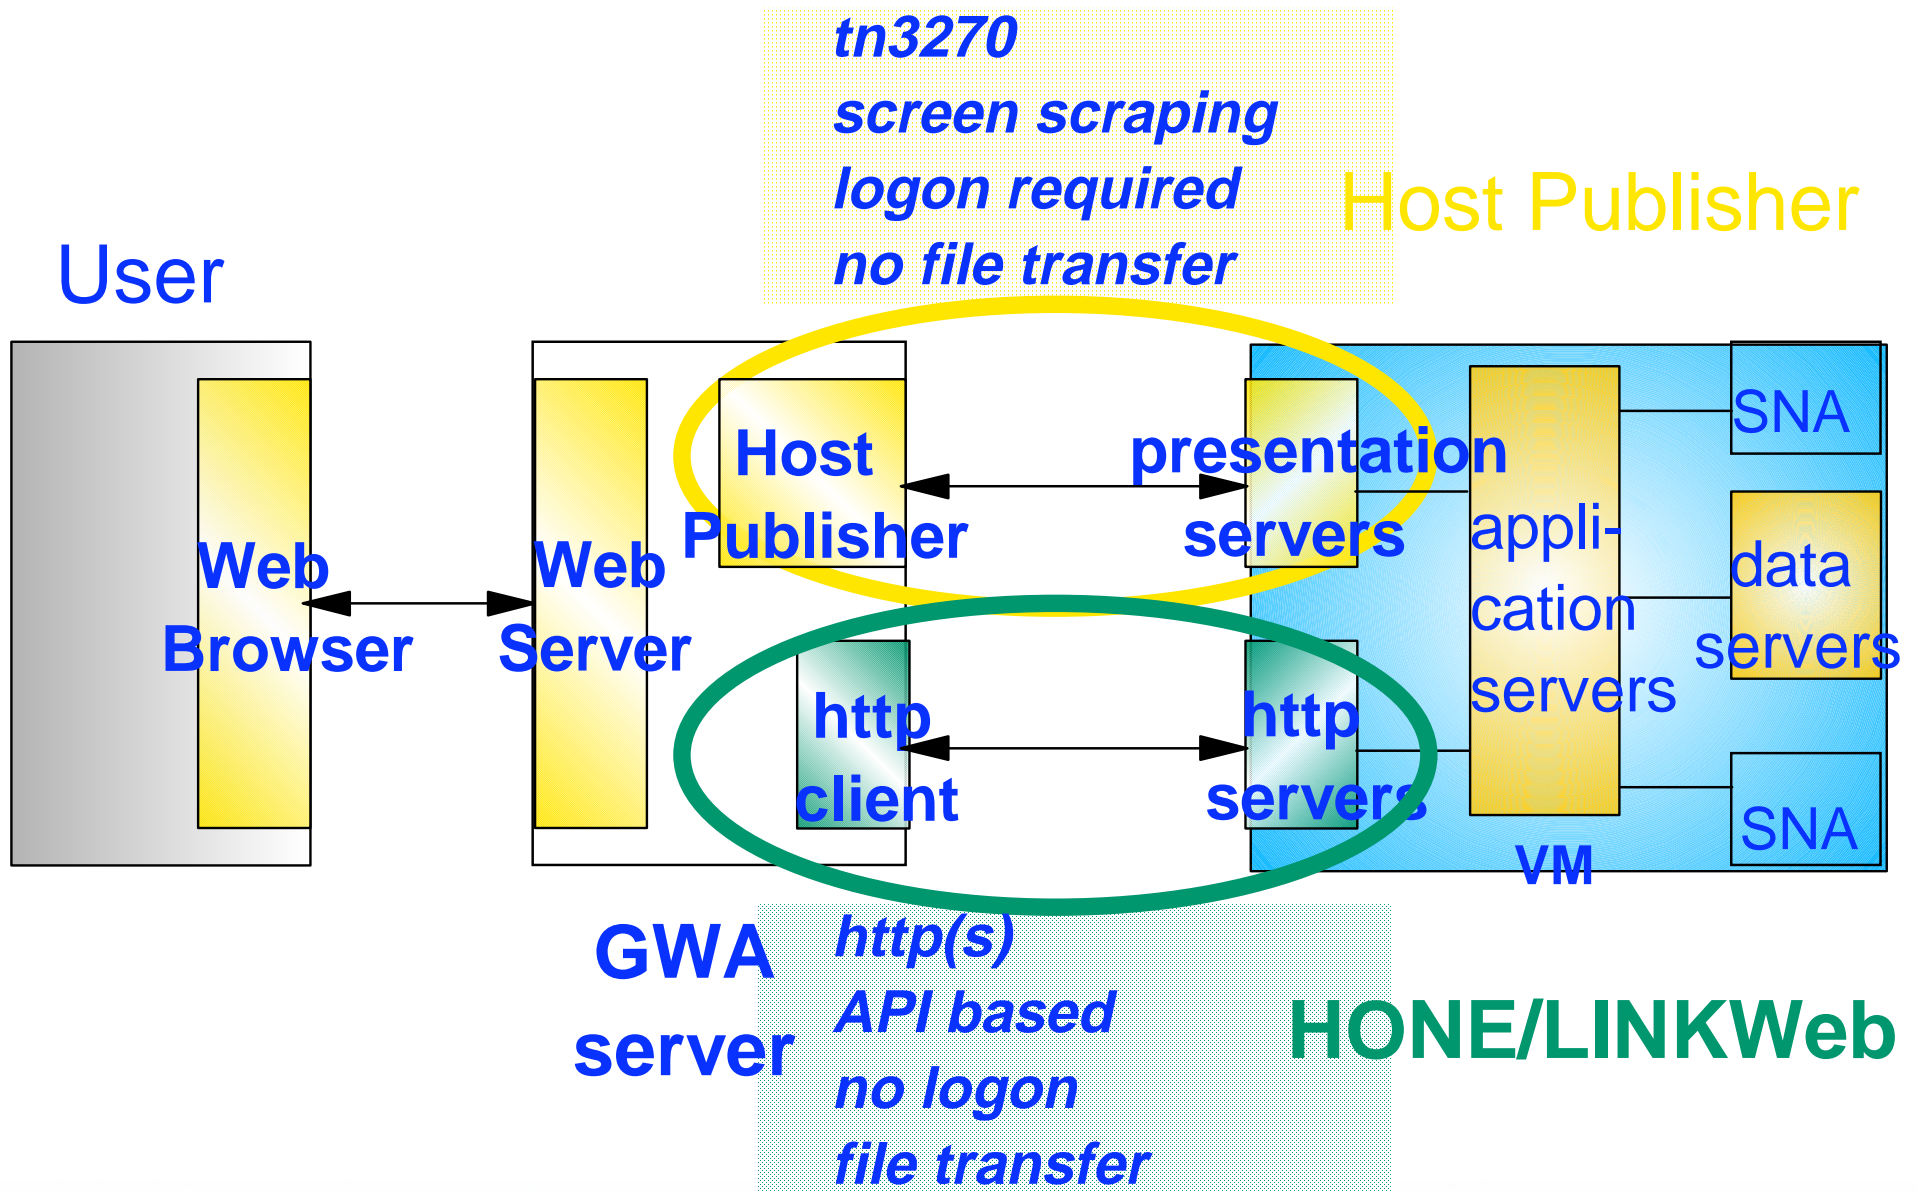 tn3270
screen scraping
logon required
no file transfer
Host Publisher
User
Web
Browser
Web
Server
Host
Publisher
presentation
servers
http
client
http
servers
appli-
cation
servers
SNA
data
servers
SNA
VM
GWA
server
http(s)
API based
no logon
file transfer
HONE/LINKWeb